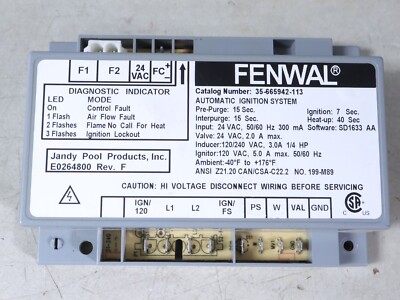 F1 F2 24 VAC FC + −
FENWAL®
DIAGNOSTIC INDICATOR
LED MODE
On Control Fault
1 Flash Air Flow Fault
2 Flashes Flame No Call For Heat
3 Flashes Ignition Lockout
Jandy Pool Products, Inc.
E0264800 Rev. F
Catalog Number: 35-665942-113
AUTOMATIC IGNITION SYSTEM
Pre-Purge: 15 Sec. Ignition: 7 Sec.
Inter-purge: 15 Sec. Heat-up: 40 Sec
Input: 24 VAC, 50/60 Hz 300 mA Software: SD1633 AA
Valve: 24 VAC, 2.0 A max.
Inducer:120/240 VAC, 3.0A 1/4 HP
Ignitor:120 VAC, 5.0 A max. 50/60 Hz
Ambient:-40°F to +176°F
ANSI Z21.20 CAN/CSA-C22.2 NO. 199-M89
CAUTION: HI VOLTAGE DISCONNECT WIRING BEFORE SERVICE
IGN/120 L1 L2 IGN/FS PS W VAL GND
C US